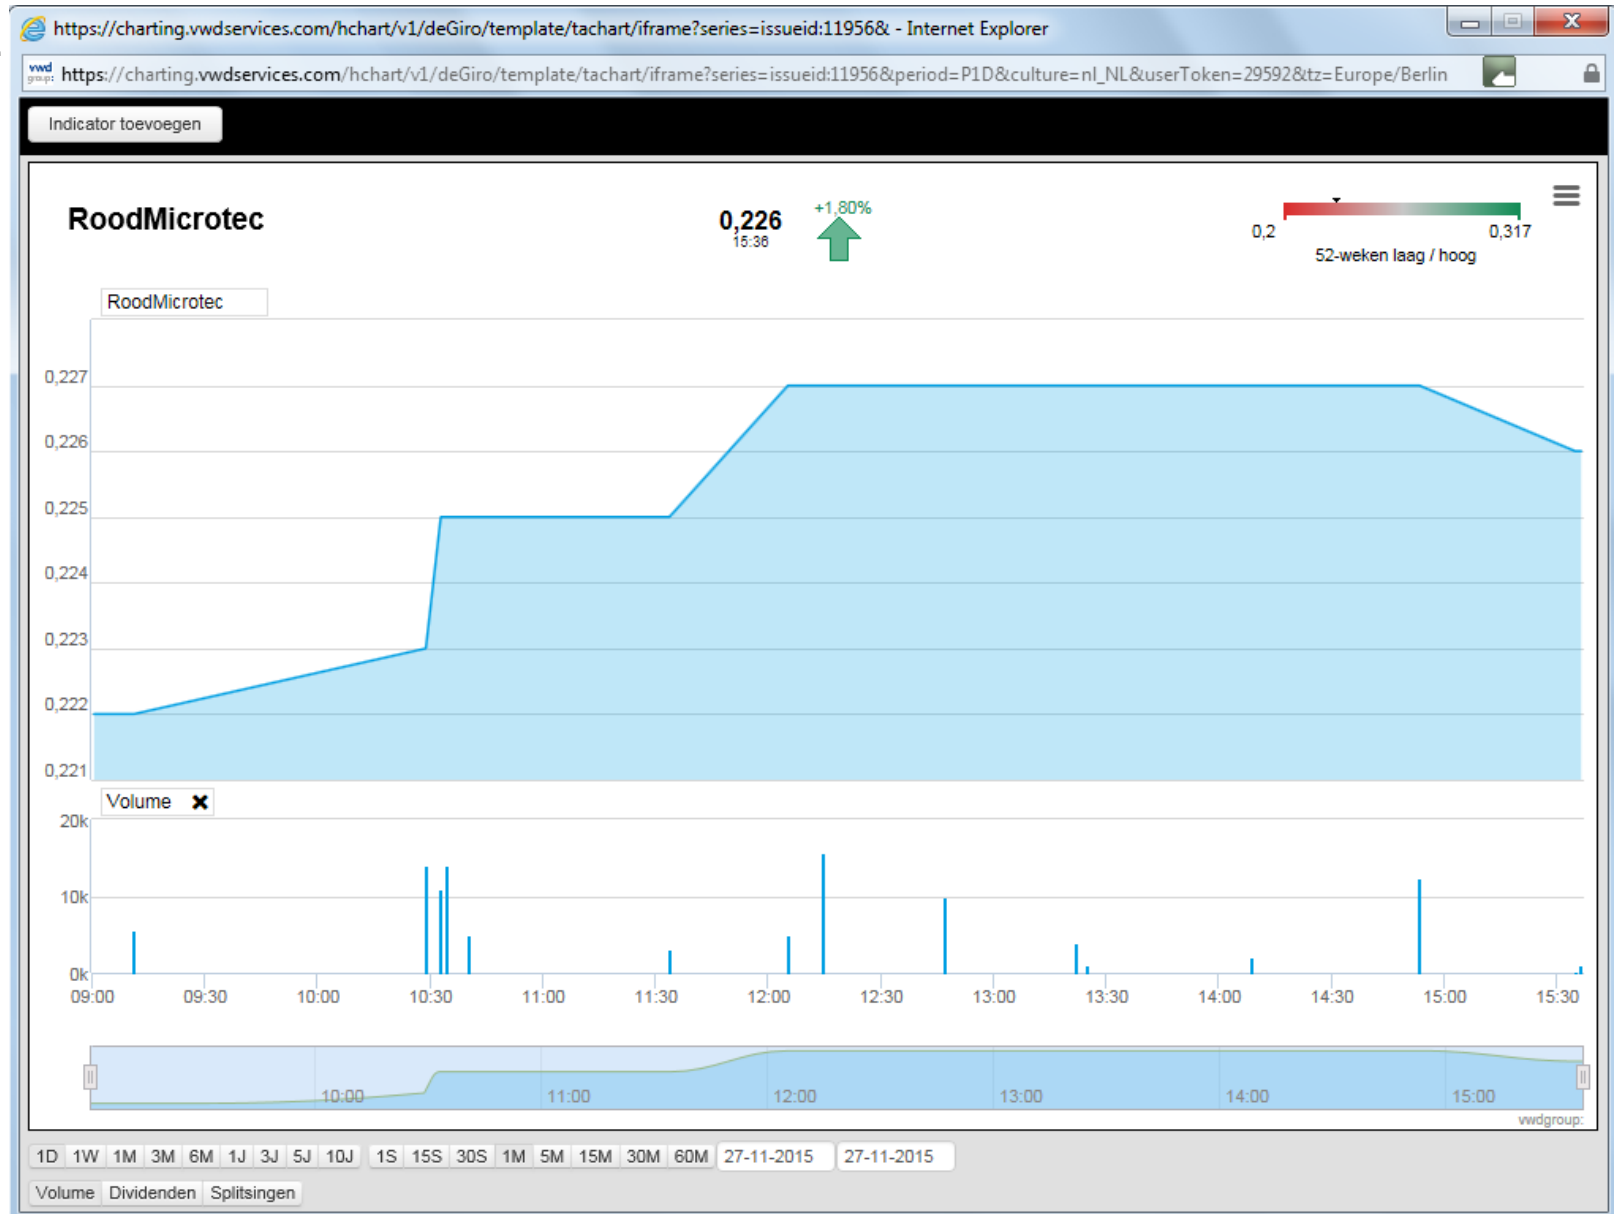 https://charting.vwdservices.com/hchart/v1/deGiro/template/tachart/iframe?series=issueid:11956& - Internet Explorer
vwd group: https://charting.vwdservices.com/hchart/v1/deGiro/template/tachart/iframe?series=issueid:11956&period=P1D&culture=nl_NL&userToken=29592&tz=Europe/Berlin
Indicator toevoegen
RoodMicrotec
0,226
15:36
+1,80%
0,2 0,317
52-weken laag / hoog
RoodMicrotec
0,227
0,226
0,225
0,224
0,223
0,222
0,221
Volume
20k
10k
0k
09:00 09:30 10:00 10:30 11:00 11:30 12:00 12:30 13:00 13:30 14:00 14:30 15:00 15:30
10:00 11:00 12:00 13:00 14:00 15:00
vwdgroup:
1D 1W 1M 3M 6M 1J 3J 5J 10J 1S 15S 30S 1M 5M 15M 30M 60M 27-11-2015 27-11-2015
Volume Dividenden Splitsingen